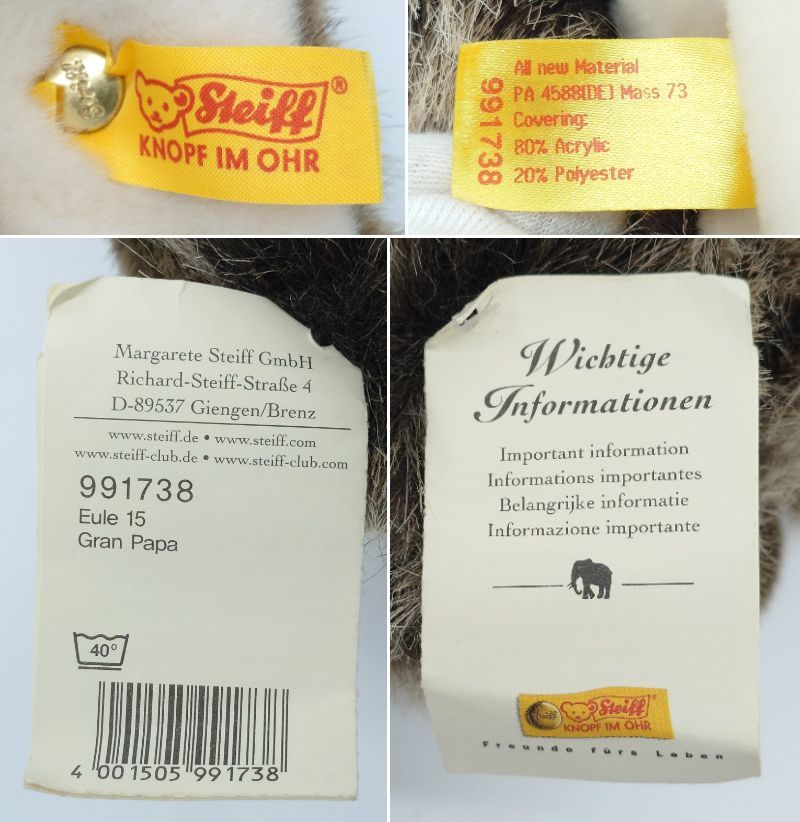 Steiff
Steiff®
KNOPF IM OHR
991738
All new Material
PA 4588(DE) Mass 73
Covering:
80% Acrylic
20% Polyester
Margarete Steiff GmbH
Richard-Steiff-Straße 4
D-89537 Giengen/Brenz
www.steiff.de • www.steiff.com
www.steiff-club.de • www.steiff-club.com
991738
Eule 15
Gran Papa
40°
4 001505 991738
Wichtige
Informationen
Important information
Informations importantes
Belangrijke informatie
Informazione importante
Steiff
Steiff®
KNOPF IM OHR
Freunde fürs Leben